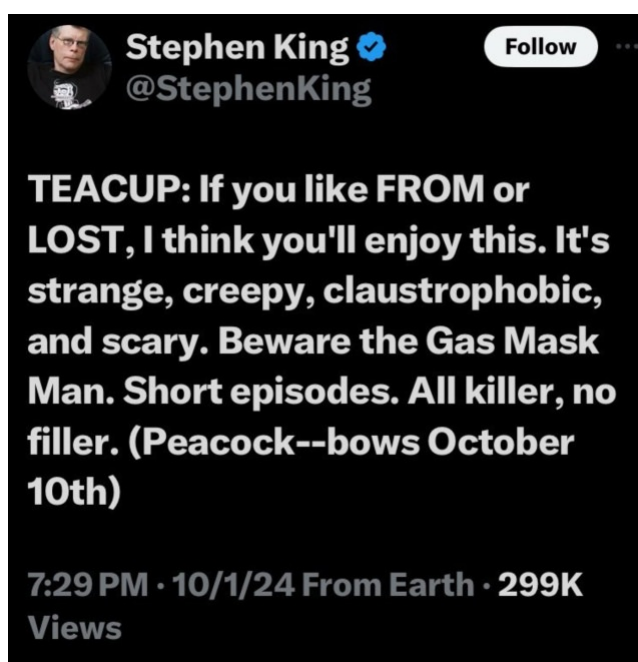 Stephen King
Follow
@StephenKing
TEACUP: If you like FROM or
LOST, I think you'll enjoy this. It's
strange, creepy, claustrophobic,
and scary. Beware the Gas Mask
Man. Short episodes. All killer, no
filler. (Peacock--bows October
10th)
7:29 PM · 10/1/24 From Earth · 299K
Views